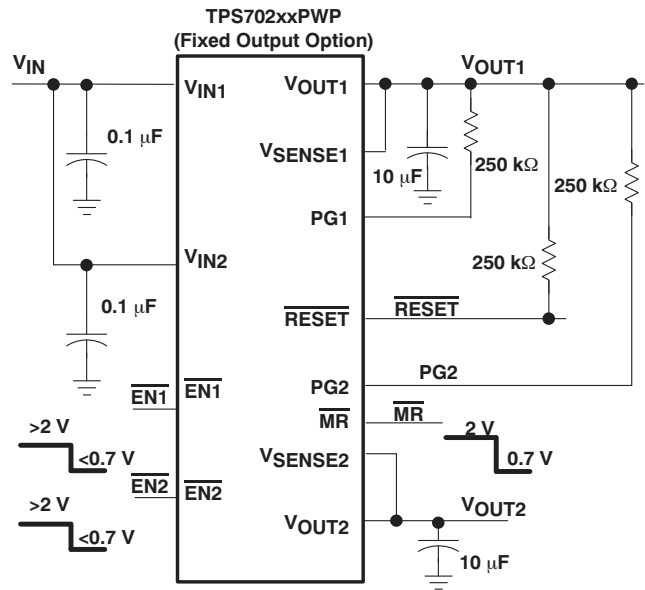 TPS702xxPWP
(Fixed Output Option)
VIN
VIN1
VOUT1
VOUT1
0.1 μF
VSENSE1
10 μF
250 kΩ
250 kΩ
PG1
VIN2
250 kΩ
0.1 μF
RESET
RESET
PG2
PG2
EN1
EN1
MR
MR
>2 V
<0.7 V
2 V
0.7 V
VSENSE2
EN2
EN2
>2 V
<0.7 V
VOUT2
VOUT2
10 μF